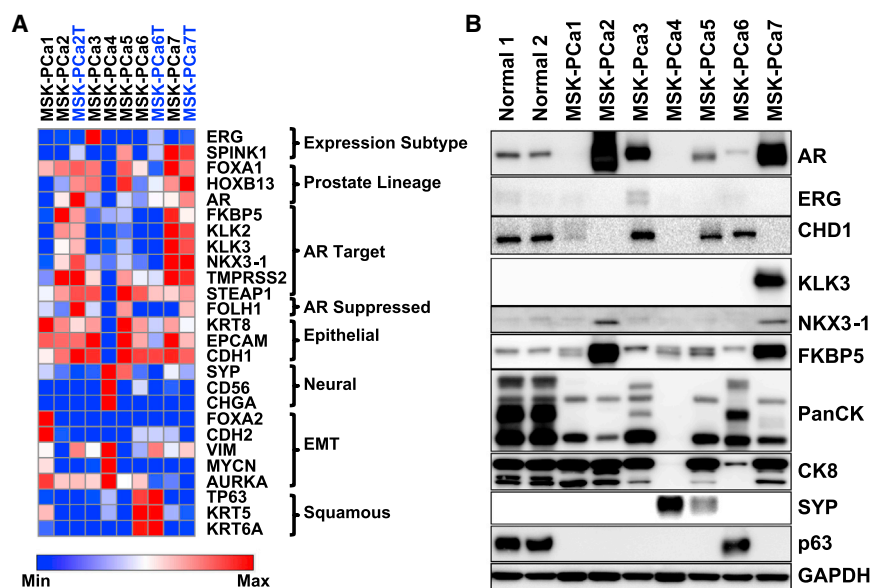 A
MSK-PCa1
MSK-PCa2
MSK-PCa2T
MSK-PCa3
MSK-PCa4
MSK-PCa5
MSK-PCa6
MSK-PCa6T
MSK-PCa7
MSK-PCa7T
ERG
SPINK1
FOXA1
HOXB13
AR
FKBP5
KLK2
KLK3
NKX3-1
TMPRSS2
STEAP1
FOLH1
KRT8
EPCAM
CDH1
SYP
CD56
CHGA
FOXA2
CDH2
VIM
MYCN
AURKA
TP63
KRT5
KRT6A
Expression Subtype
Prostate Lineage
AR Target
AR Suppressed
Epithelial
Neural
EMT
Squamous
Min
Max
B
Normal 1
Normal 2
MSK-PCa1
MSK-PCa2
MSK-Pca3
MSK-PCa4
MSK-PCa5
MSK-PCa6
MSK-PCa7
AR
ERG
CHD1
KLK3
NKX3-1
FKBP5
PanCK
CK8
SYP
p63
GAPDH